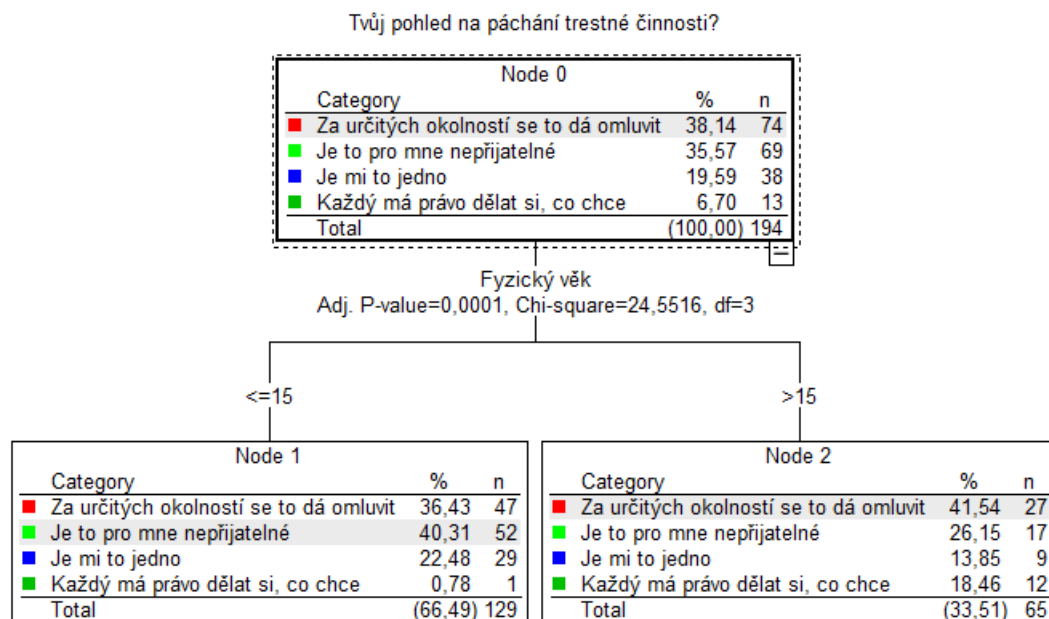 Tvůj pohled na páchání trestné činnosti?
Node 0
Category % n
Za určitých okolností se to dá omluvit 38,14 74
Je to pro mne nepřijatelné 35,57 69
Je mi to jedno 19,59 38
Každý má právo dělat si, co chce 6,70 13
Total (100,00) 194
Fyzický věk
Adj. P-value=0,0001, Chi-square=24,5516, df=3
<=15
>15
Node 1
Category % n
Za určitých okolností se to dá omluvit 36,43 47
Je to pro mne nepřijatelné 40,31 52
Je mi to jedno 22,48 29
Každý má právo dělat si, co chce 0,78 1
Total (66,49) 129
Node 2
Category % n
Za určitých okolností se to dá omluvit 41,54 27
Je to pro mne nepřijatelné 26,15 17
Je mi to jedno 13,85 9
Každý má právo dělat si, co chce 18,46 12
Total (33,51) 65